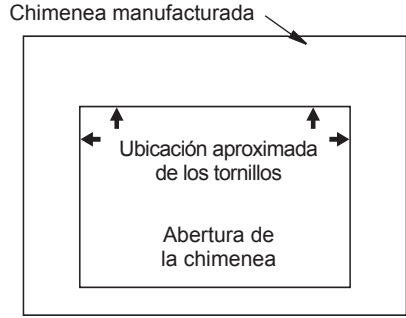 Chimenea manufacturada
Ubicación aproximada
de los tornillos
Abertura de
la chimenea